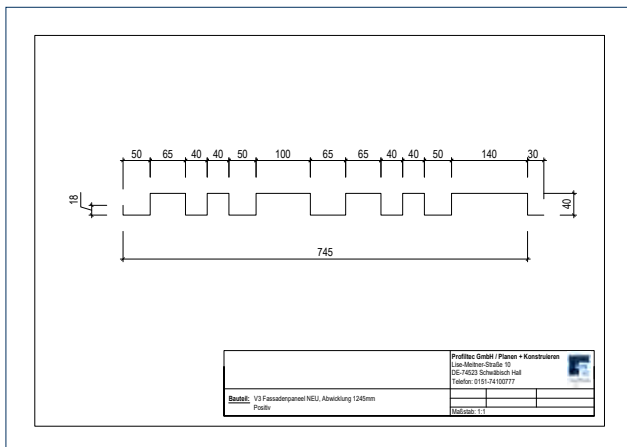 50 65 40 40 50 100 65 65 40 40 50 140 30
18
40
745
Profiltec GmbH / Planen + Konstruieren
Lise-Meitner-Straße 10
DE-74523 Schwäbisch Hall
Telefon: 0151-74100777
Bauteil: V3 Fassadenpaneel NEU, Abwicklung 1245mm
Positiv
Maßstab: 1:1